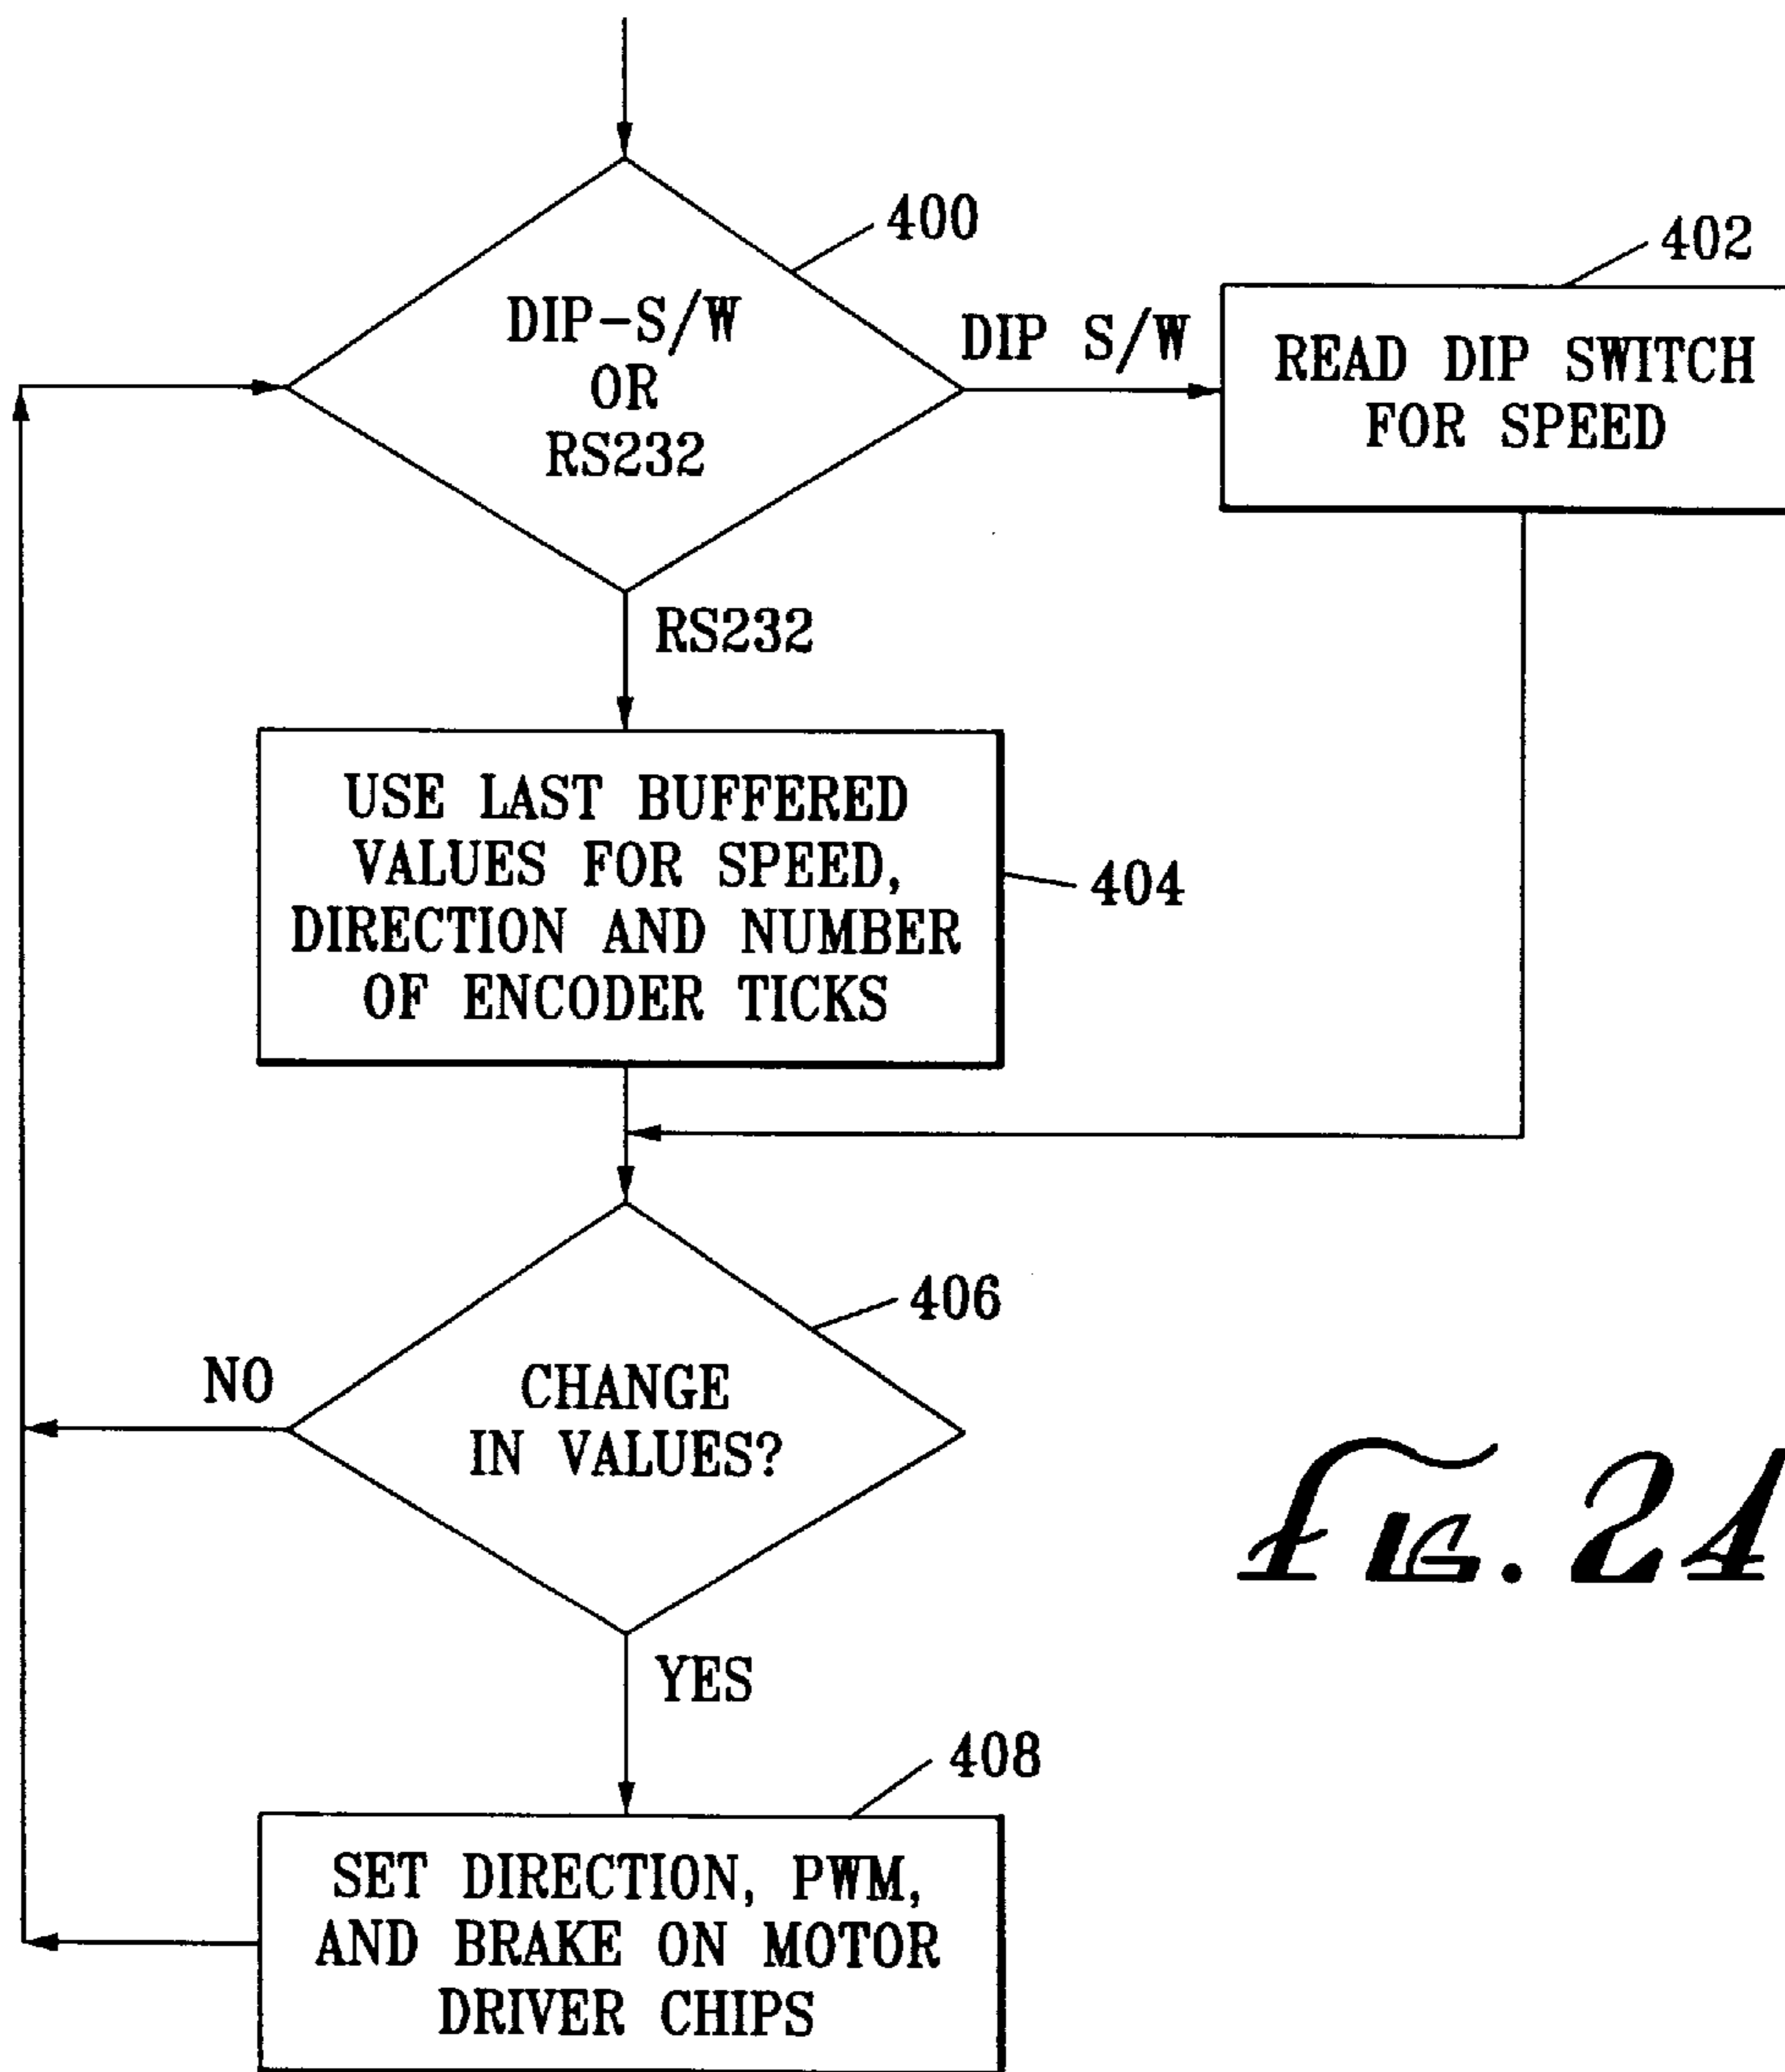 400
DIP-S/W
OR
RS232
DIP S/W
402
READ DIP SWITCH
FOR SPEED
RS232
USE LAST BUFFERED
VALUES FOR SPEED,
DIRECTION AND NUMBER
OF ENCODER TICKS
404
406
CHANGE
IN VALUES?
NO
YES
408
SET DIRECTION, PWM,
AND BRAKE ON MOTOR
DRIVER CHIPS
FIG. 24